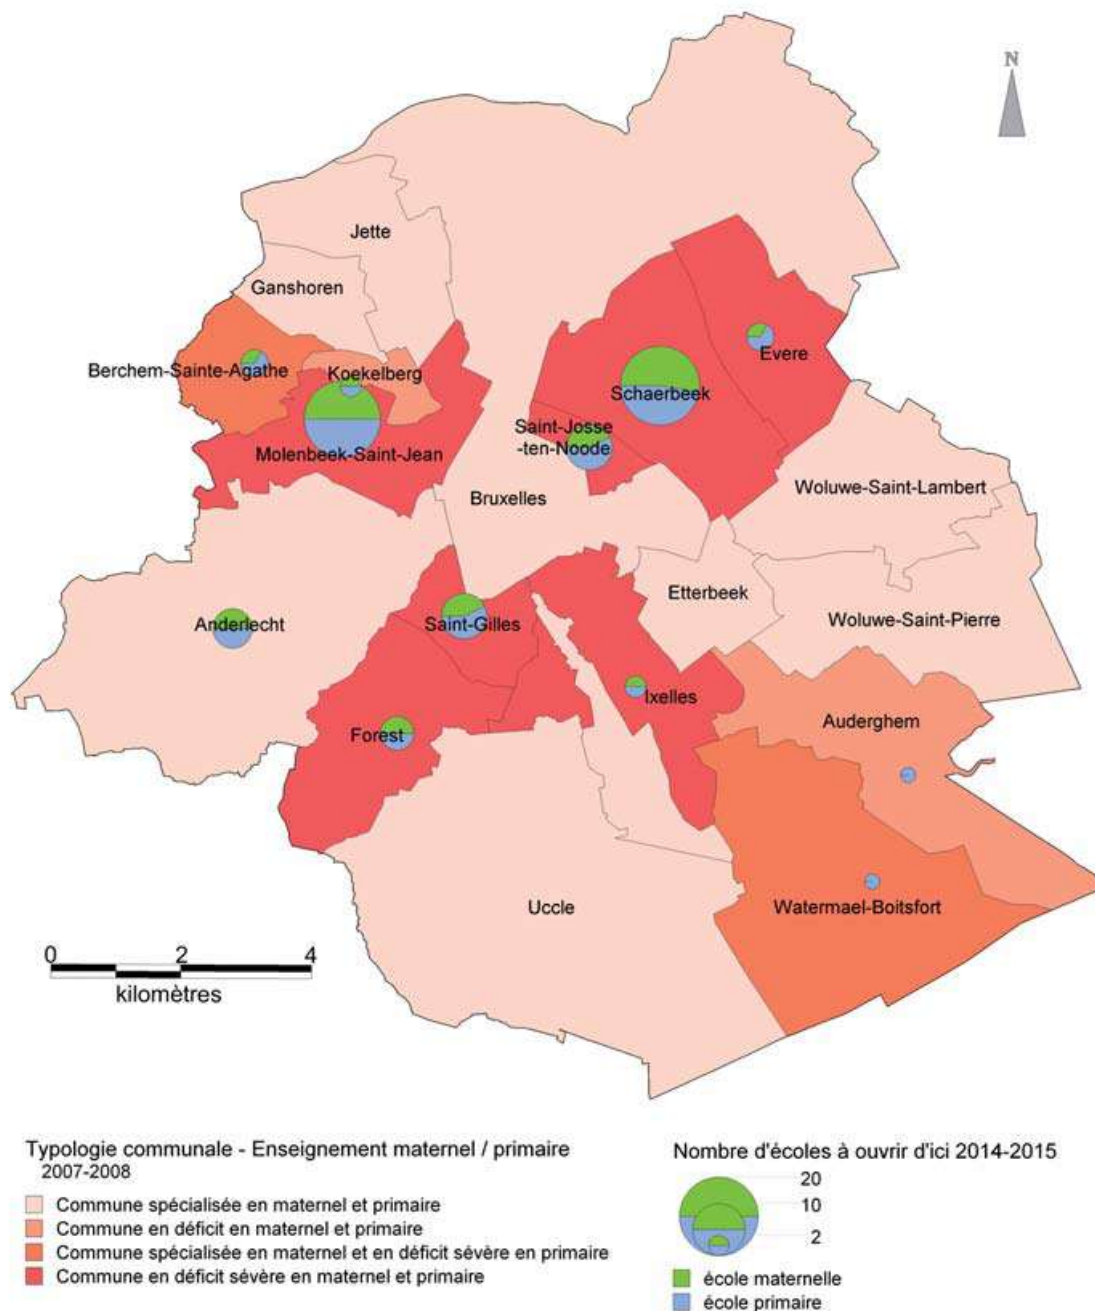 N
Jette
Ganshoren
Berchem-Sainte-Agathe
Koekelberg
Evere
Schaerbeek
Saint-Josse
-ten-Noode
Molenbeek-Saint-Jean
Bruxelles
Woluwe-Saint-Lambert
Etterbeek
Woluwe-Saint-Pierre
Anderlecht
Saint-Gilles
Ixelles
Forest
Auderghem
Uccle
Watermael-Boitsfort
0 2 4
kilomètres
Typologie communale - Enseignement maternel / primaire
2007-2008
Commune spécialisée en maternel et primaire
Commune en déficit en maternel et primaire
Commune spécialisée en maternel et en déficit sévère en primaire
Commune en déficit sévère en maternel et primaire
Nombre d'écoles à ouvrir d'ici 2014-2015
20
10
2
école maternelle
école primaire